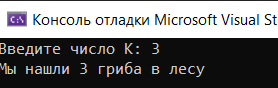 Консоль отладки Microsoft Visual St
Введите число K: 3
Мы нашли 3 гриба в лесу